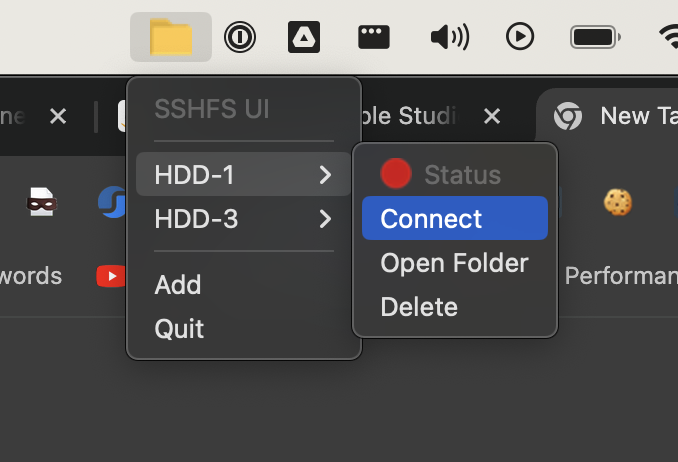 SSHFS UI
ble Studi
New Ta
HDD-1
Status
HDD-3
Connect
words
Open Folder
Performan
Add
Delete
Quit